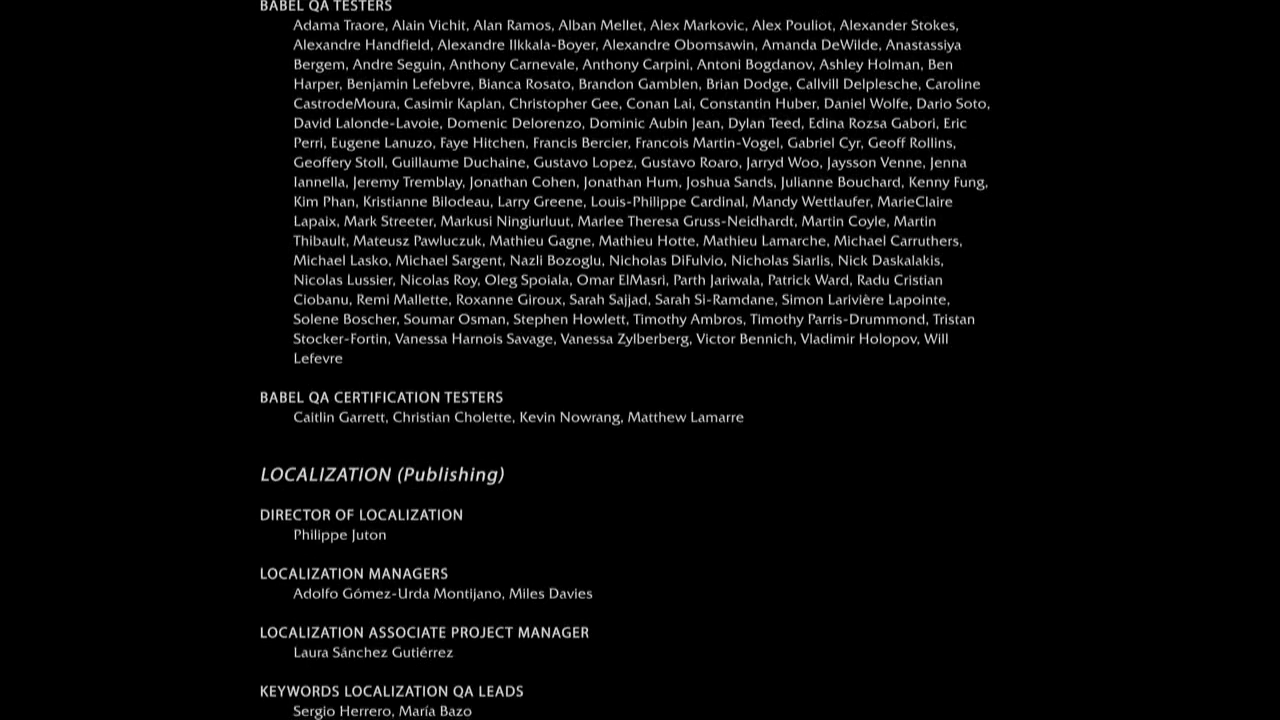 BABEL QA TESTERS
Adama Traore, Alain Vichit, Alan Ramos, Alban Mellet, Alex Markovic, Alex Pouliot, Alexander Stokes,
Alexandre Handfield, Alexandre Ilkkala-Boyer, Alexandre Obomsawin, Amanda DeWilde, Anastassiya
Bergem, Andre Seguin, Anthony Carnevale, Anthony Carpini, Antoni Bogdanov, Ashley Holman, Ben
Harper, Benjamin Lefebvre, Bianca Rosato, Brandon Gamblen, Brian Dodge, Callvill Delplesche, Caroline
CastrodeMoura, Casimir Kaplan, Christopher Gee, Conan Lai, Constantin Huber, Daniel Wolfe, Dario Soto,
David Lalonde-Lavoie, Domenic Delorenzo, Dominic Aubin Jean, Dylan Teed, Edina Rozsa Gabori, Eric
Perri, Eugene Lanuzo, Faye Hitchen, Francis Bercier, Francois Martin-Vogel, Gabriel Cyr, Geoff Rollins,
Geoffery Stoll, Guillaume Duchaine, Gustavo Lopez, Gustavo Roaro, Jarryd Woo, Jaysson Venne, Jenna
Iannella, Jeremy Tremblay, Jonathan Cohen, Jonathan Hum, Joshua Sands, Julianne Bouchard, Kenny Fung,
Kim Phan, Kristianne Bilodeau, Larry Greene, Louis-Philippe Cardinal, Mandy Wettlaufer, MarieClaire
Lapaix, Mark Streeter, Markusi Ningiurluut, Marlee Theresa Gruss-Neidhardt, Martin Coyle, Martin
Thibault, Mateusz Pawluczuk, Mathieu Gagne, Mathieu Hotte, Mathieu Lamarche, Michael Carruthers,
Michael Lasko, Michael Sargent, Nazli Bozoglu, Nicholas DiFulvio, Nicholas Siarlis, Nick Daskalakis,
Nicolas Lussier, Nicolas Roy, Oleg Spoiala, Omar ElMasri, Parth Jariwala, Patrick Ward, Radu Cristian
Ciobanu, Remi Mallette, Roxanne Giroux, Sarah Sajjad, Sarah Si-Ramdane, Simon Larivière Lapointe,
Solene Boscher, Soumar Osman, Stephen Howlett, Timothy Ambros, Timothy Parris-Drummond, Tristan
Stocker-Fortin, Vanessa Harnois Savage, Vanessa Zylberberg, Victor Bennich, Vladimir Holopov, Will
Lefevre
BABEL QA CERTIFICATION TESTERS
Caitlin Garrett, Christian Cholette, Kevin Nowrang, Matthew Lamarre
LOCALIZATION (Publishing)
DIRECTOR OF LOCALIZATION
Philippe Juton
LOCALIZATION MANAGERS
Adolfo Gómez-Urda Montijano, Miles Davies
LOCALIZATION ASSOCIATE PROJECT MANAGER
Laura Sánchez Gutiérrez
KEYWORDS LOCALIZATION QA LEADS
Sergio Herrero, María Bazo